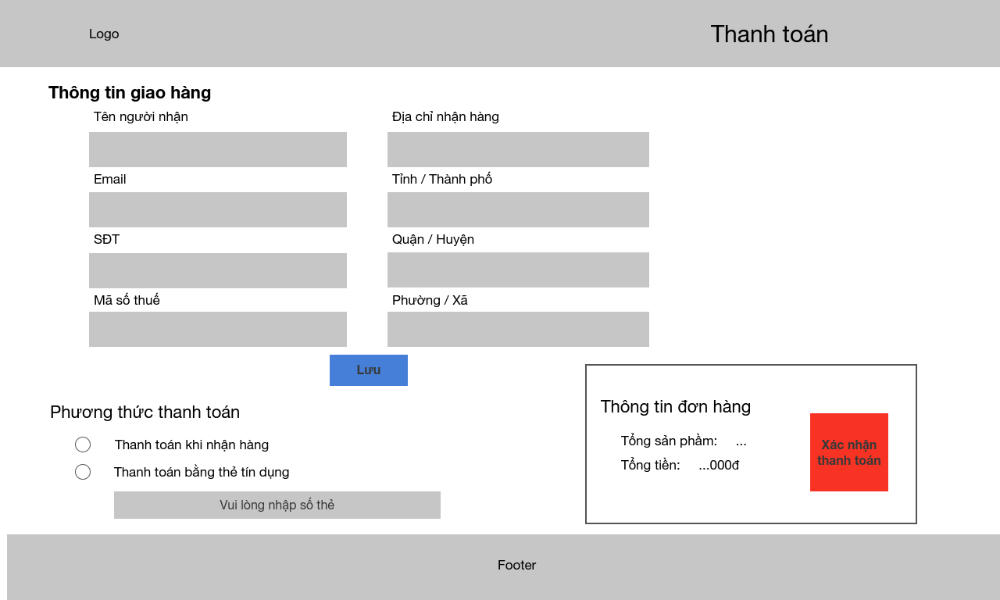 Logo
Thanh toán
Thông tin giao hàng
Tên người nhận
Địa chỉ nhận hàng
Email
Tỉnh / Thành phố
SĐT
Quận / Huyện
Mã số thuế
Phường / Xã
Lưu
Phương thức thanh toán
Thanh toán khi nhận hàng
Thanh toán bằng thẻ tín dụng
Vui lòng nhập số thẻ
Thông tin đơn hàng
Tổng sản phầm: ...
Tổng tiền: ...000đ
Xác nhận
thanh toán
Footer